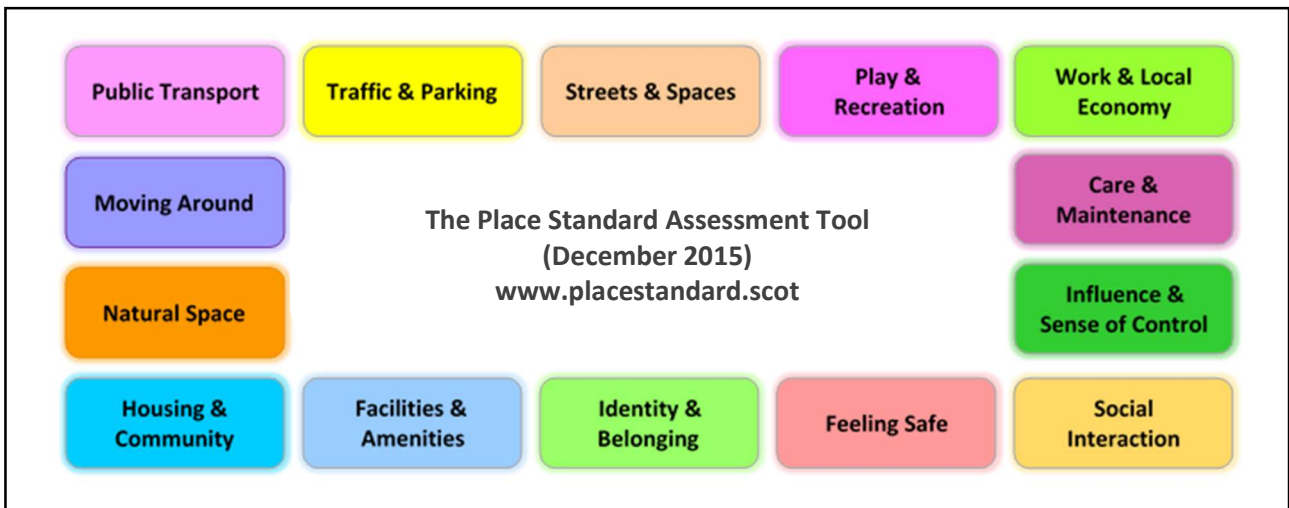 Public Transport
Traffic & Parking
Streets & Spaces
Play &
Recreation
Work & Local
Economy
Moving Around
The Place Standard Assessment Tool
(December 2015)
www.placestandard.scot
Care &
Maintenance
Natural Space
Influence &
Sense of Control
Housing &
Community
Facilities &
Amenities
Identity &
Belonging
Feeling Safe
Social
Interaction